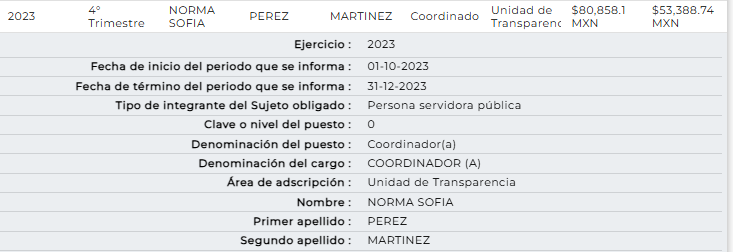 2023 4° Trimestre NORMA SOFIA PEREZ MARTINEZ Coordinado Unidad de Transparenc $80,858.1 MXN $53,388.74 MXN
Ejercicio : 2023
Fecha de inicio del periodo que se informa : 01-10-2023
Fecha de término del periodo que se informa : 31-12-2023
Tipo de integrante del Sujeto obligado : Persona servidora pública
Clave o nivel del puesto : 0
Denominación del puesto : Coordinador(a)
Denominación del cargo : COORDINADOR (A)
Área de adscripción : Unidad de Transparencia
Nombre : NORMA SOFIA
Primer apellido : PEREZ
Segundo apellido : MARTINEZ